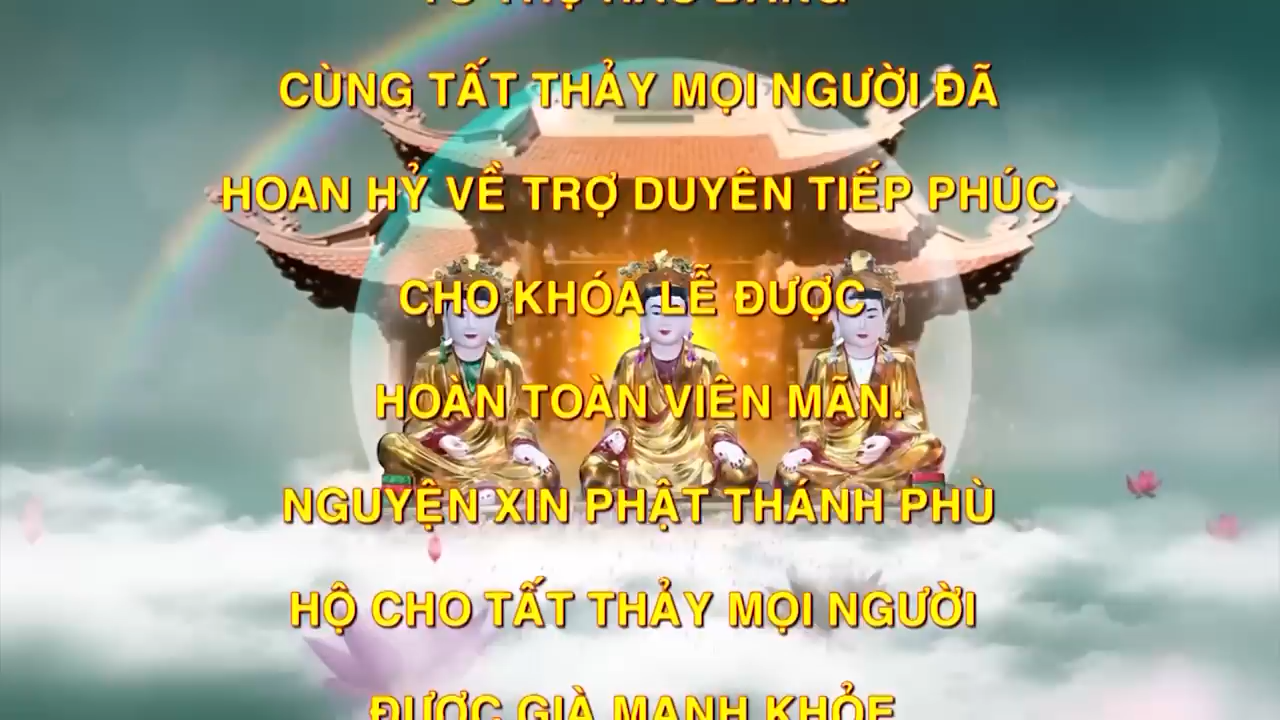 CÙNG TẤT THẢY MỌI NGƯỜI ĐÃ
HOAN HỶ VỀ TRỢ DUYÊN TIẾP PHÚC
CHO KHÓA LỄ ĐƯỢC
HOÀN TOÀN VIÊN MÃN.
NGUYỆN XIN PHẬT THÁNH PHÙ
HỘ CHO TẤT THẢY MỌI NGƯỜI
ĐƯỢC GIÀ MẠNH KHỎE